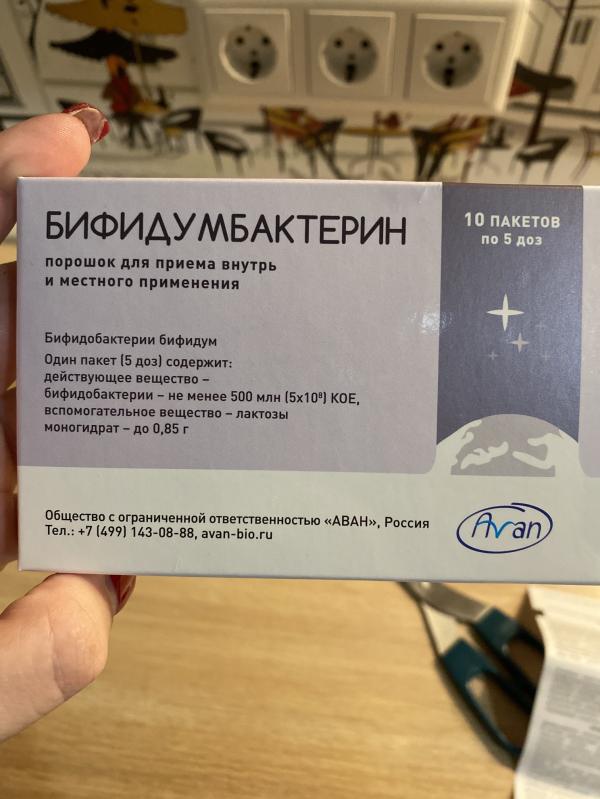 БИФИДУМБАКТЕРИН
порошок для приема внутрь
и местного применения
10 ПАКЕТОВ
по 5 доз
Бифидобактерии бифидум
Один пакет (5 доз) содержит:
действующее вещество –
бифидобактерии – не менее 500 млн (5х10⁸) КОЕ,
вспомогательное вещество – лактозы
моногидрат – до 0,85 г
Общество с ограниченной ответственностью «АВАН», Россия
Тел.: +7 (499) 143-08-88, avan-bio.ru
Avan